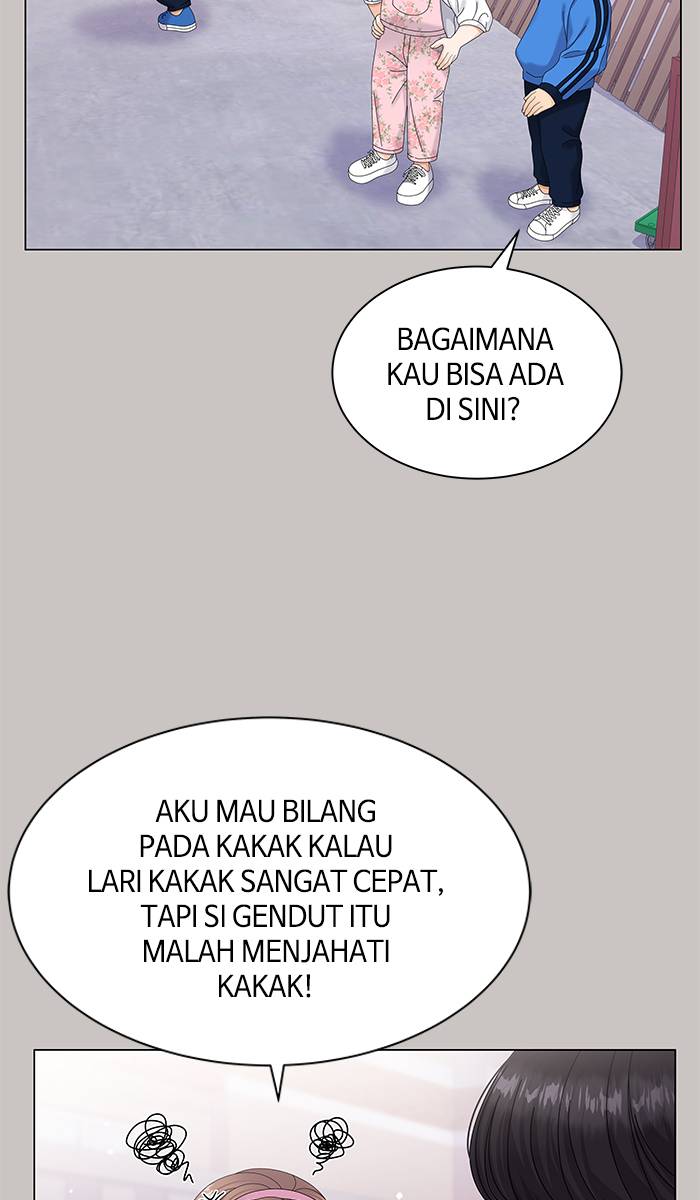 BAGAIMANA
KAU BISA ADA
DI SINI?
AKU MAU BILANG
PADA KAKAK KALAU
LARI KAKAK SANGAT CEPAT,
TAPI SI GENDUT ITU
MALAH MENJAHATI
KAKAK!